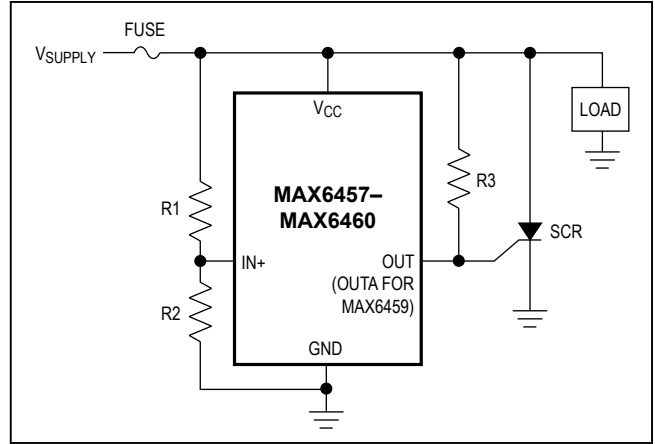 FUSE
VSUPPLY
VCC
LOAD
MAX6457–
MAX6460
R3
R1
SCR
IN+
OUT
(OUTA FOR
MAX6459)
R2
GND